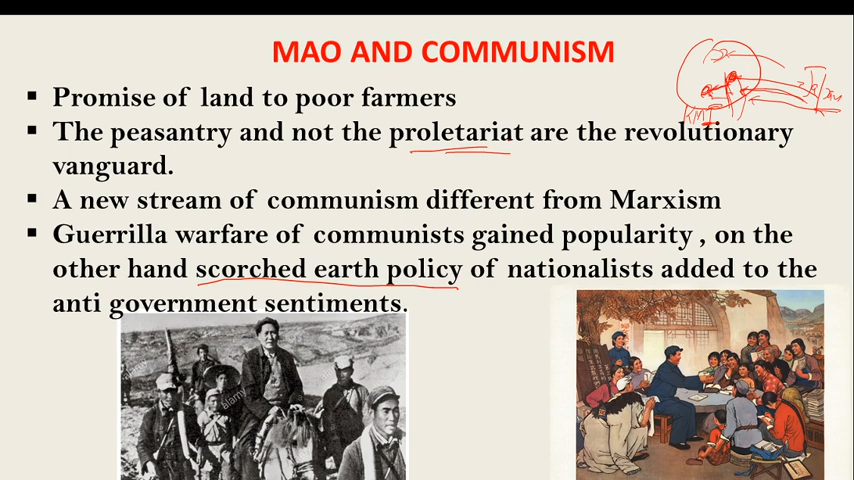 MAO AND COMMUNISM
▪ Promise of land to poor farmers
▪ The peasantry and not the proletariat are the revolutionary
vanguard.
▪ A new stream of communism different from Marxism
▪ Guerrilla warfare of communists gained popularity , on the
other hand scorched earth policy of nationalists added to the
anti government sentiments.
KMT
alamy